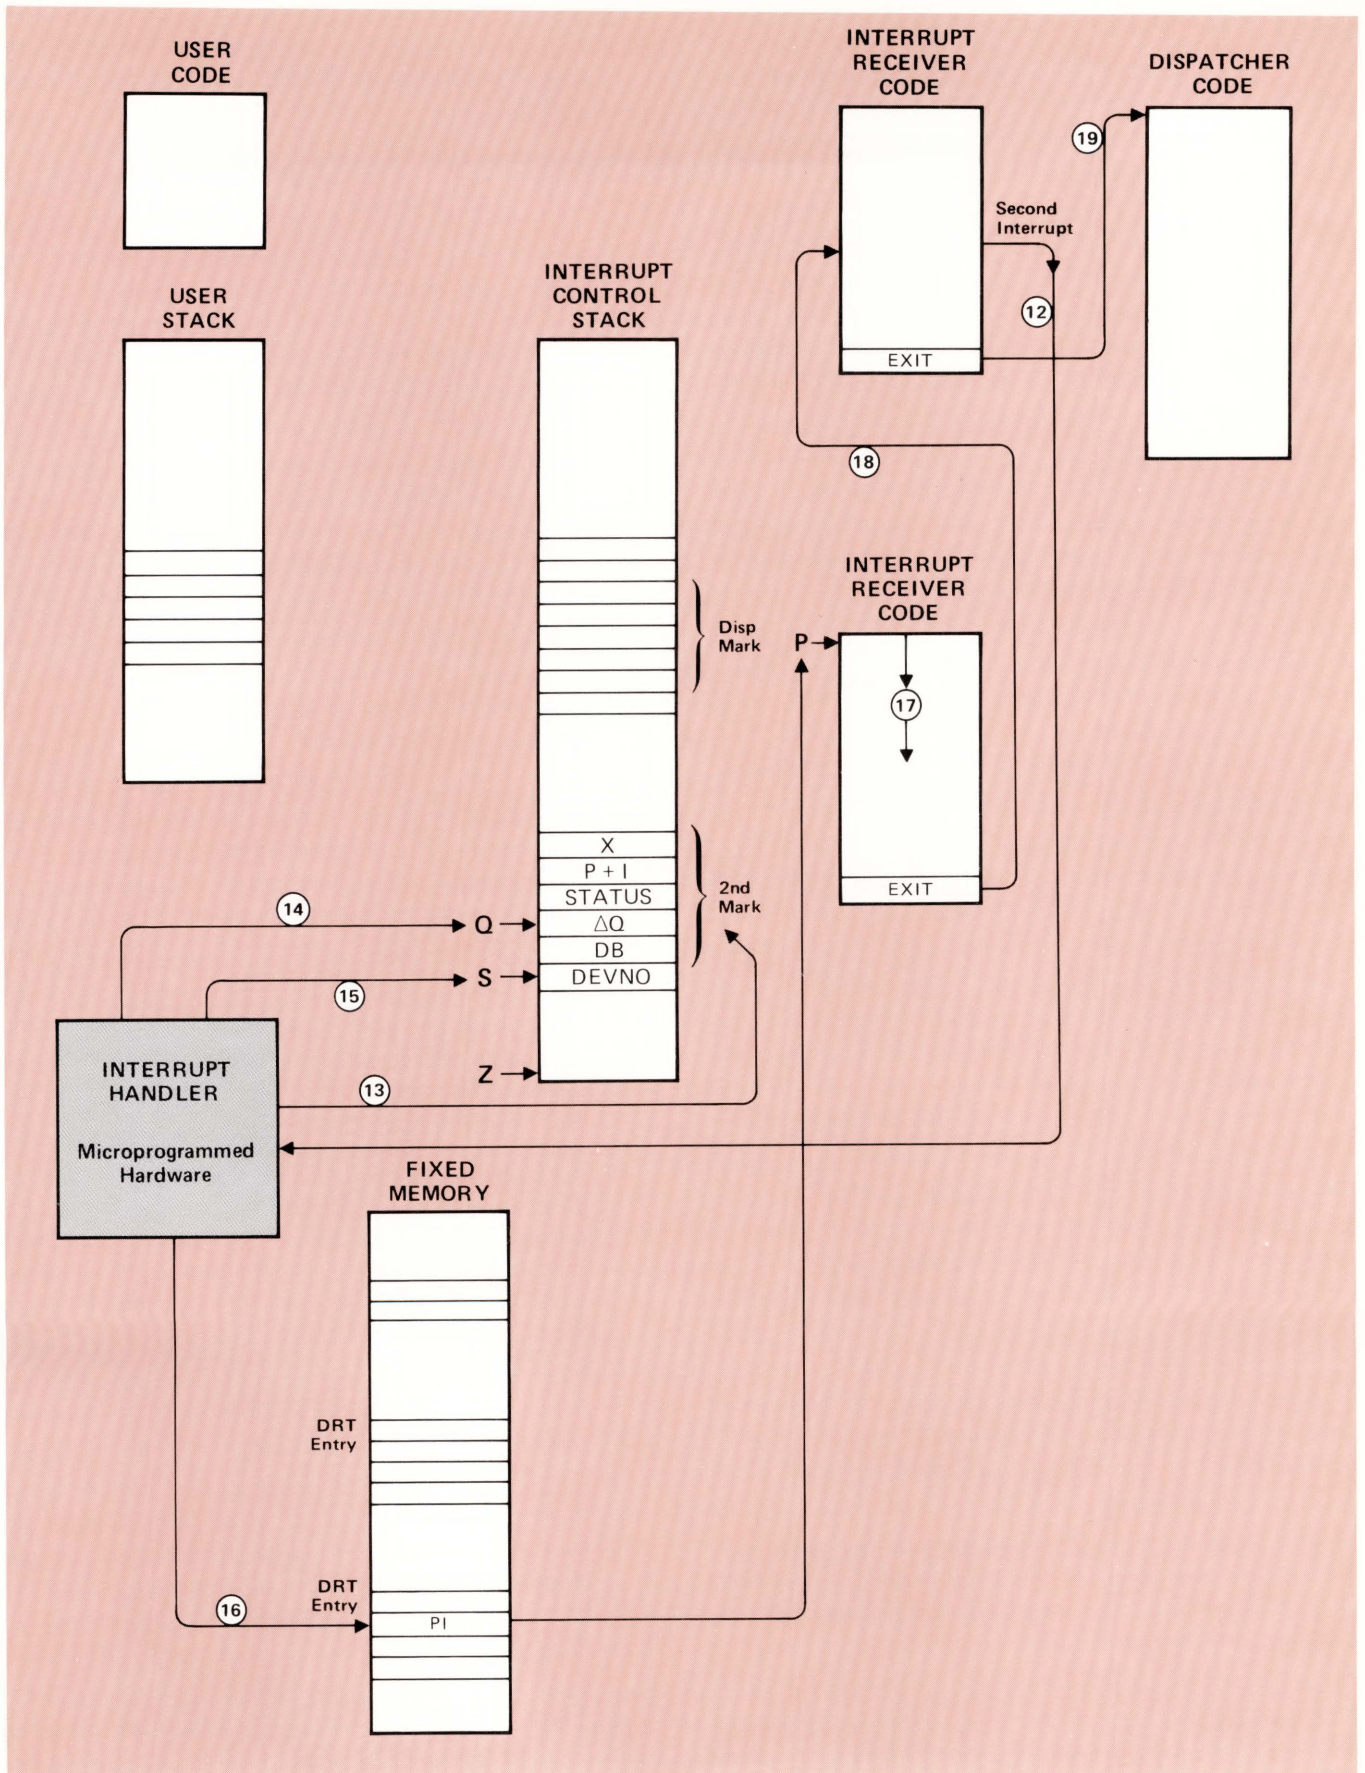 USER
CODE
INTERRUPT
RECEIVER
CODE
DISPATCHER
CODE
19
Second
Interrupt
12
EXIT
USER
STACK
INTERRUPT
CONTROL
STACK
18
INTERRUPT
RECEIVER
CODE
Disp
Mark
P
17
EXIT
X
P + I
STATUS
ΔQ
DB
DEVNO
2nd
Mark
14
Q
15
S
Z
13
INTERRUPT
HANDLER
Microprogrammed
Hardware
FIXED
MEMORY
DRT
Entry
DRT
Entry
16
PI